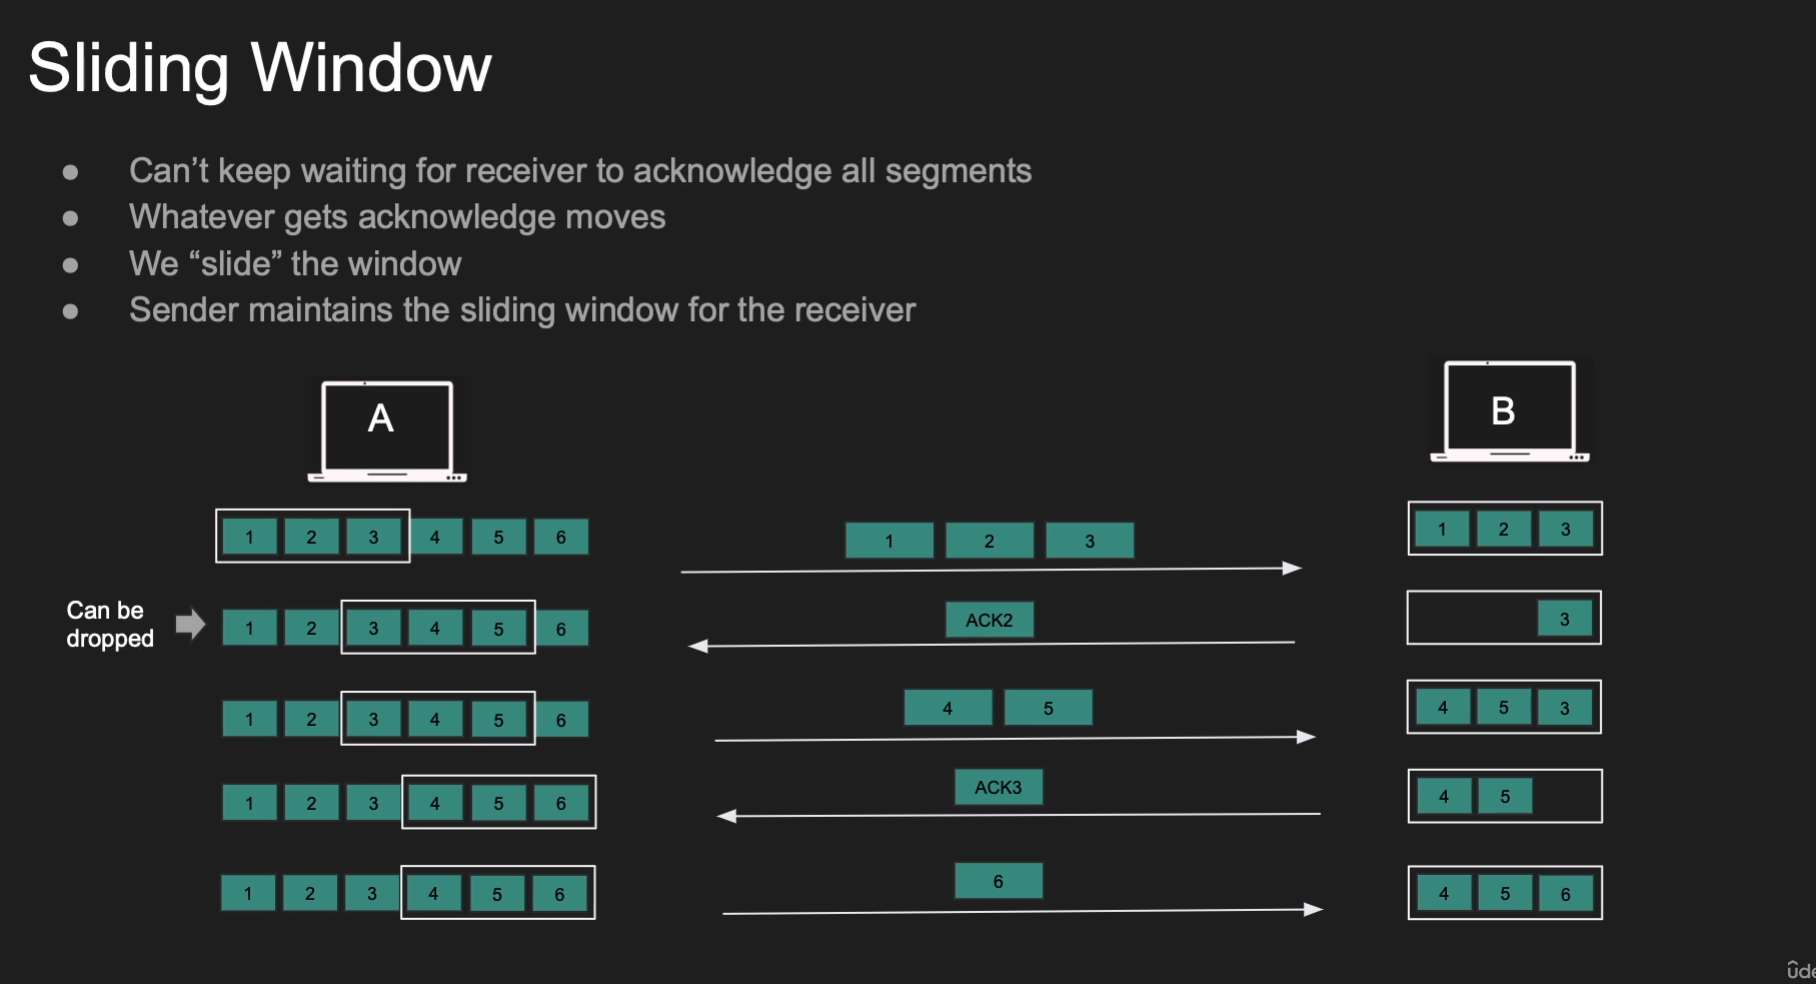 Sliding Window
● Can’t keep waiting for receiver to acknowledge all segments
● Whatever gets acknowledge moves
● We “slide” the window
● Sender maintains the sliding window for the receiver
A
B
1 2 3 4 5 6
1 2 3
1 2 3
Can be
dropped
1 2 3 4 5 6
ACK2
3
1 2 3 4 5 6
4 5
4 5 3
1 2 3 4 5 6
ACK3
4 5
1 2 3 4 5 6
6
4 5 6